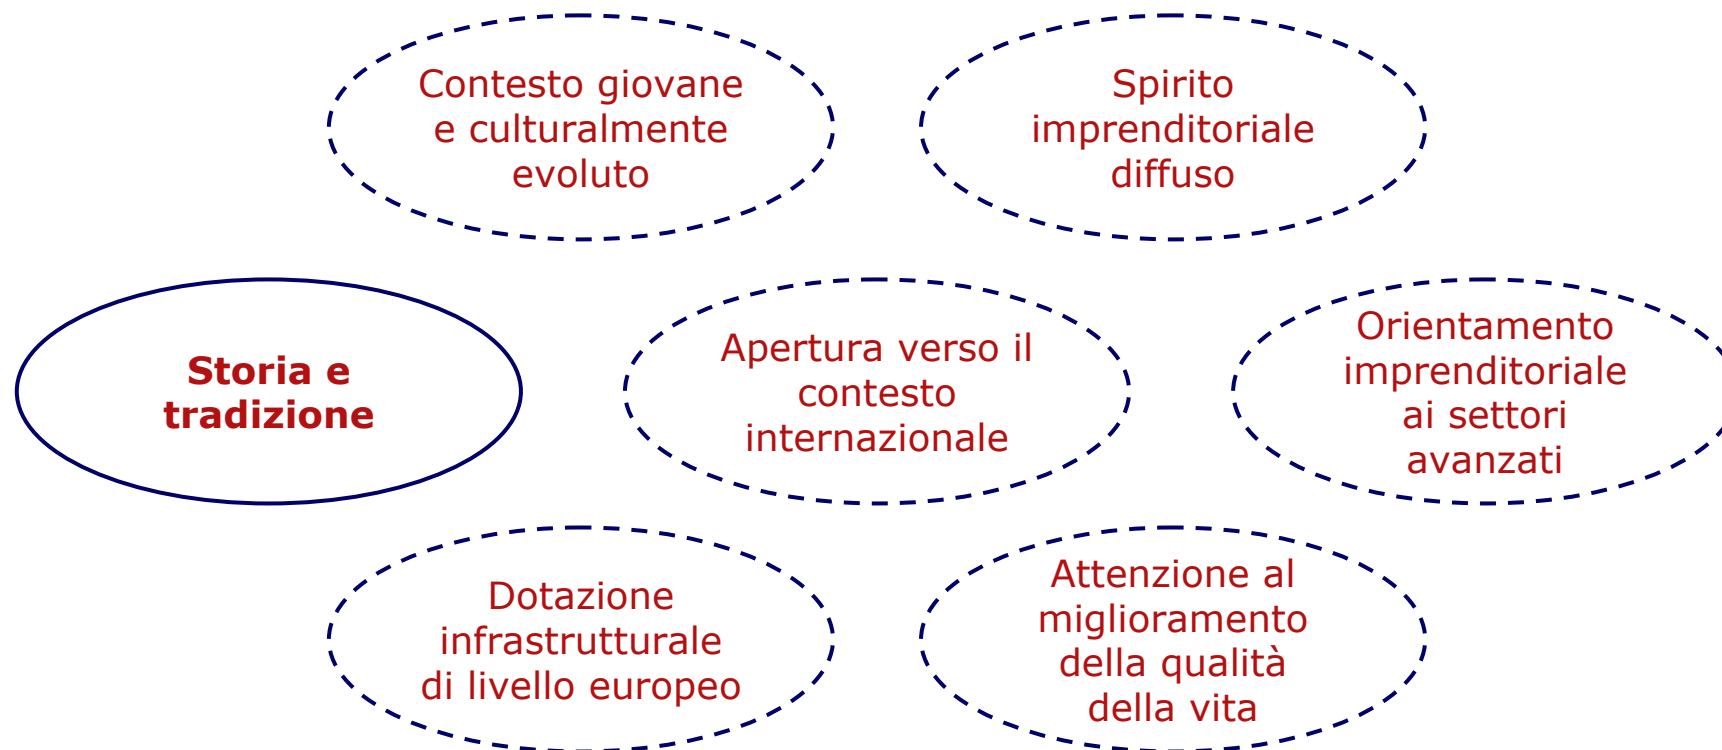 Contesto giovane
e culturalmente
evoluto
Spirito
imprenditoriale
diffuso
Storia e
tradizione
Apertura verso il
contesto
internazionale
Orientamento
imprenditoriale
ai settori
avanzati
Dotazione
infrastrutturale
di livello europeo
Attenzione al
miglioramento
della qualità
della vita